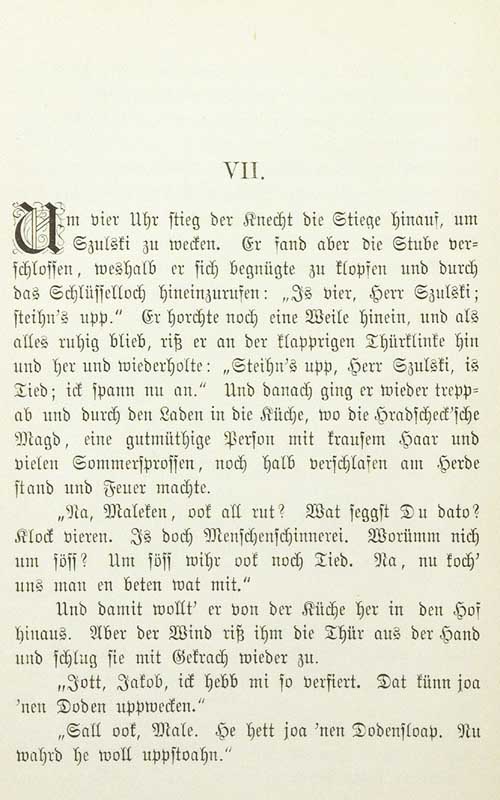 VII.
Um vier Uhr stieg der Knecht die Stiege hinauf, um
Szulski zu wecken. Er fand aber die Stube ver-
schlossen, weshalb er sich begnügte zu klopfen und durch
das Schlüsselloch hineinzurufen: „Is vier, Herr Szulski;
steihn's upp.“ Er horchte noch eine Weile hinein, und als
alles ruhig blieb, riß er an der klapprigen Thürklinke hin
und her und wiederholte: „Steihn's upp, Herr Szulski, is
Tied; ick spann nu an.“ Und danach ging er wieder trepp-
ab und durch den Laden in die Küche, wo die Hradscheck'sche
Magd, eine gutmüthige Person mit krausem Haar und
vielen Sommersprossen, noch halb verschlafen am Herde
stand und Feuer machte.
„Na, Maleken, ook all rut? Wat seggst Du dato?
Klock vieren. Is doch Menschenschinnerei. Worümm nich
um söss? Um söss wihr ook noch Tied. Na, nu koch'
uns man en beten wat mit.“
Und damit wollt' er von der Küche her in den Hof
hinaus. Aber der Wind riß ihm die Thür aus der Hand
und schlug sie mit Gekrach wieder zu.
„Jott, Jakob, ick hebb mi so verfiert. Dat künn joa
'nen Doden uppwecken.“
„Sall ook, Male. He hett joa 'nen Dodensloap. Nu
wahrd he woll uppstoahn.“